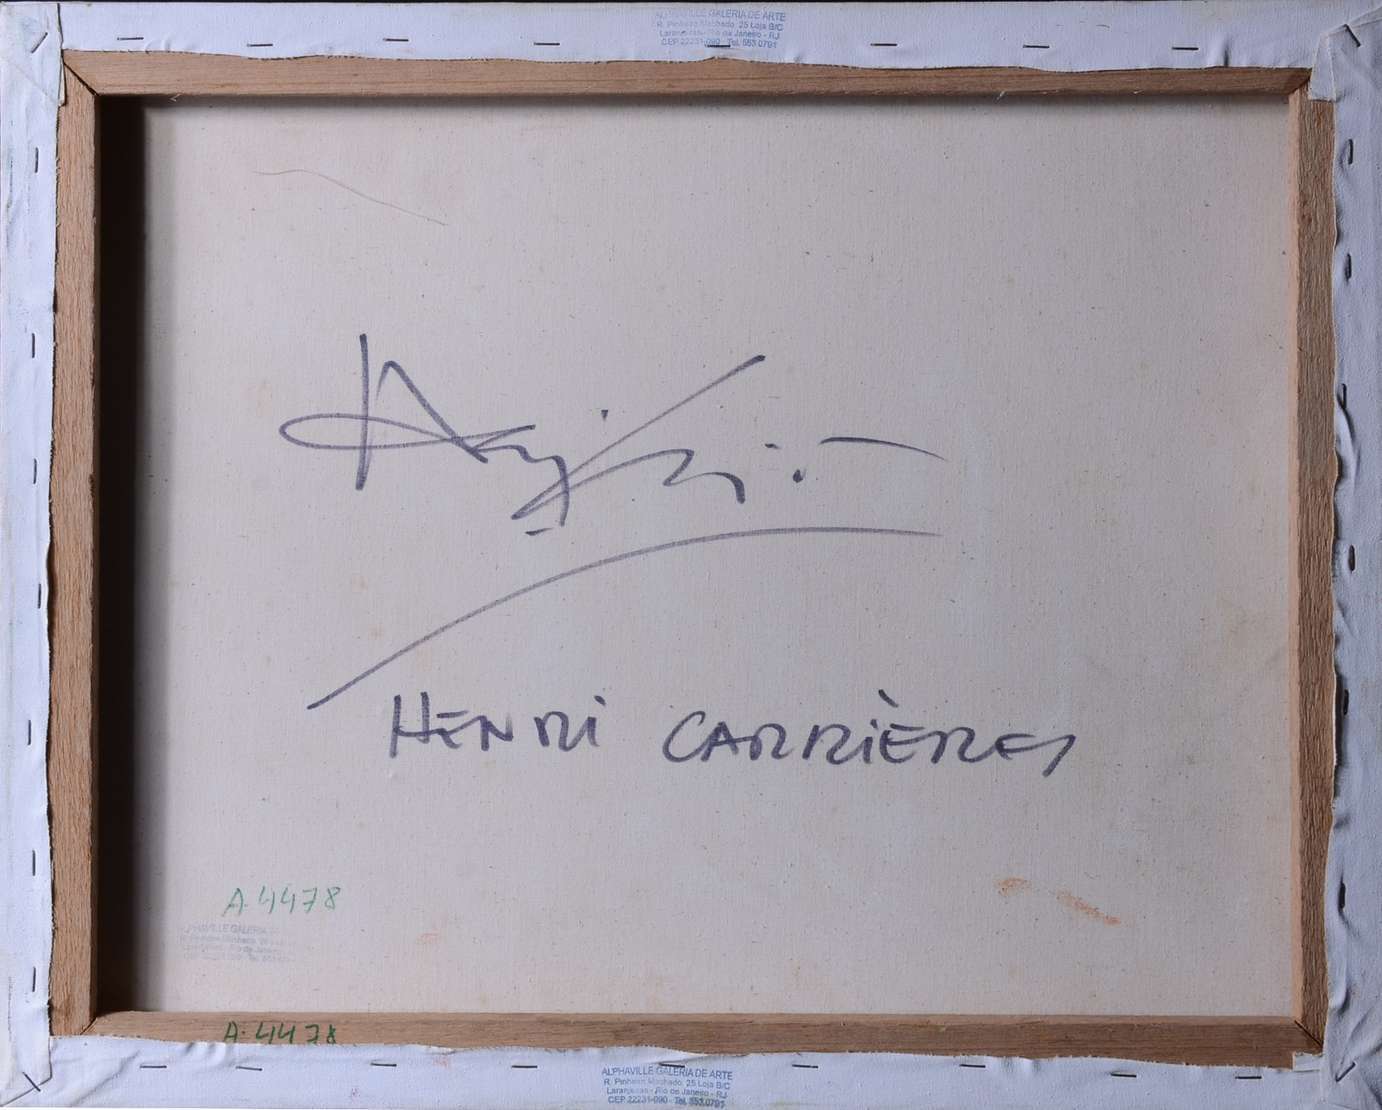 ALPHAVILLE GALERIA DE ARTE
R. Pinheiro Machado, 25 Loja B/C
Laranjeiras - Rio de Janeiro - RJ
CEP 22231-090 - Tel. 553.0791
HENRI CARRIÈRES
A.4478
ALPHAVILLE GALERIA
A.4478
ALPHAVILLE GALERIA DE ARTE
R. Pinheiro Machado, 25 Loja B/C
Laranjeiras - Rio de Janeiro - RJ
CEP 22231-090 - Tel. 553.0791